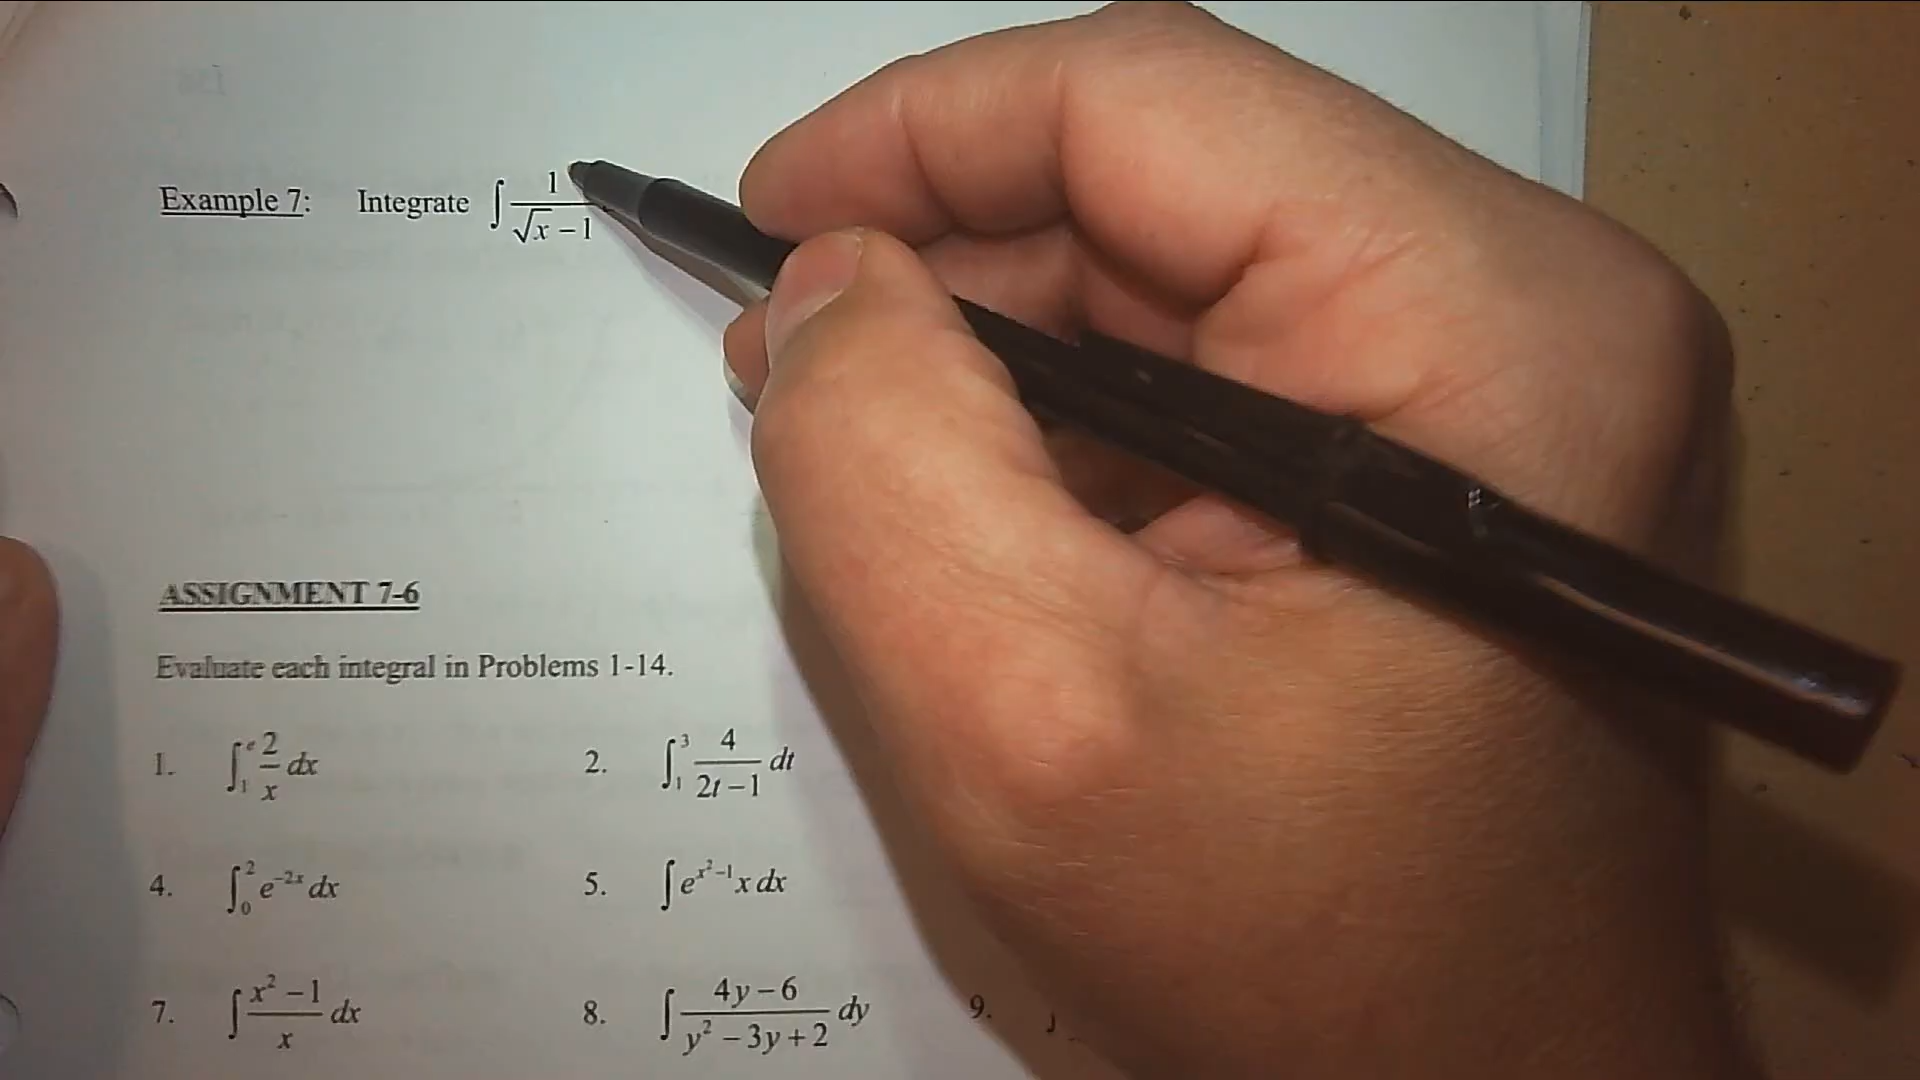 Example 7: Integrate ∫ 1/(√x − 1)
ASSIGNMENT 7-6
Evaluate each integral in Problems 1-14.
1. ∫₁ᵉ 2/x dx 2. ∫₁³ 4/(2t − 1) dt
4. ∫₀² e^(−2x) dx 5. ∫ e^(x²−1) x dx
7. ∫ (x² − 1)/x dx 8. ∫ (4y − 6)/(y² − 3y + 2) dy 9.